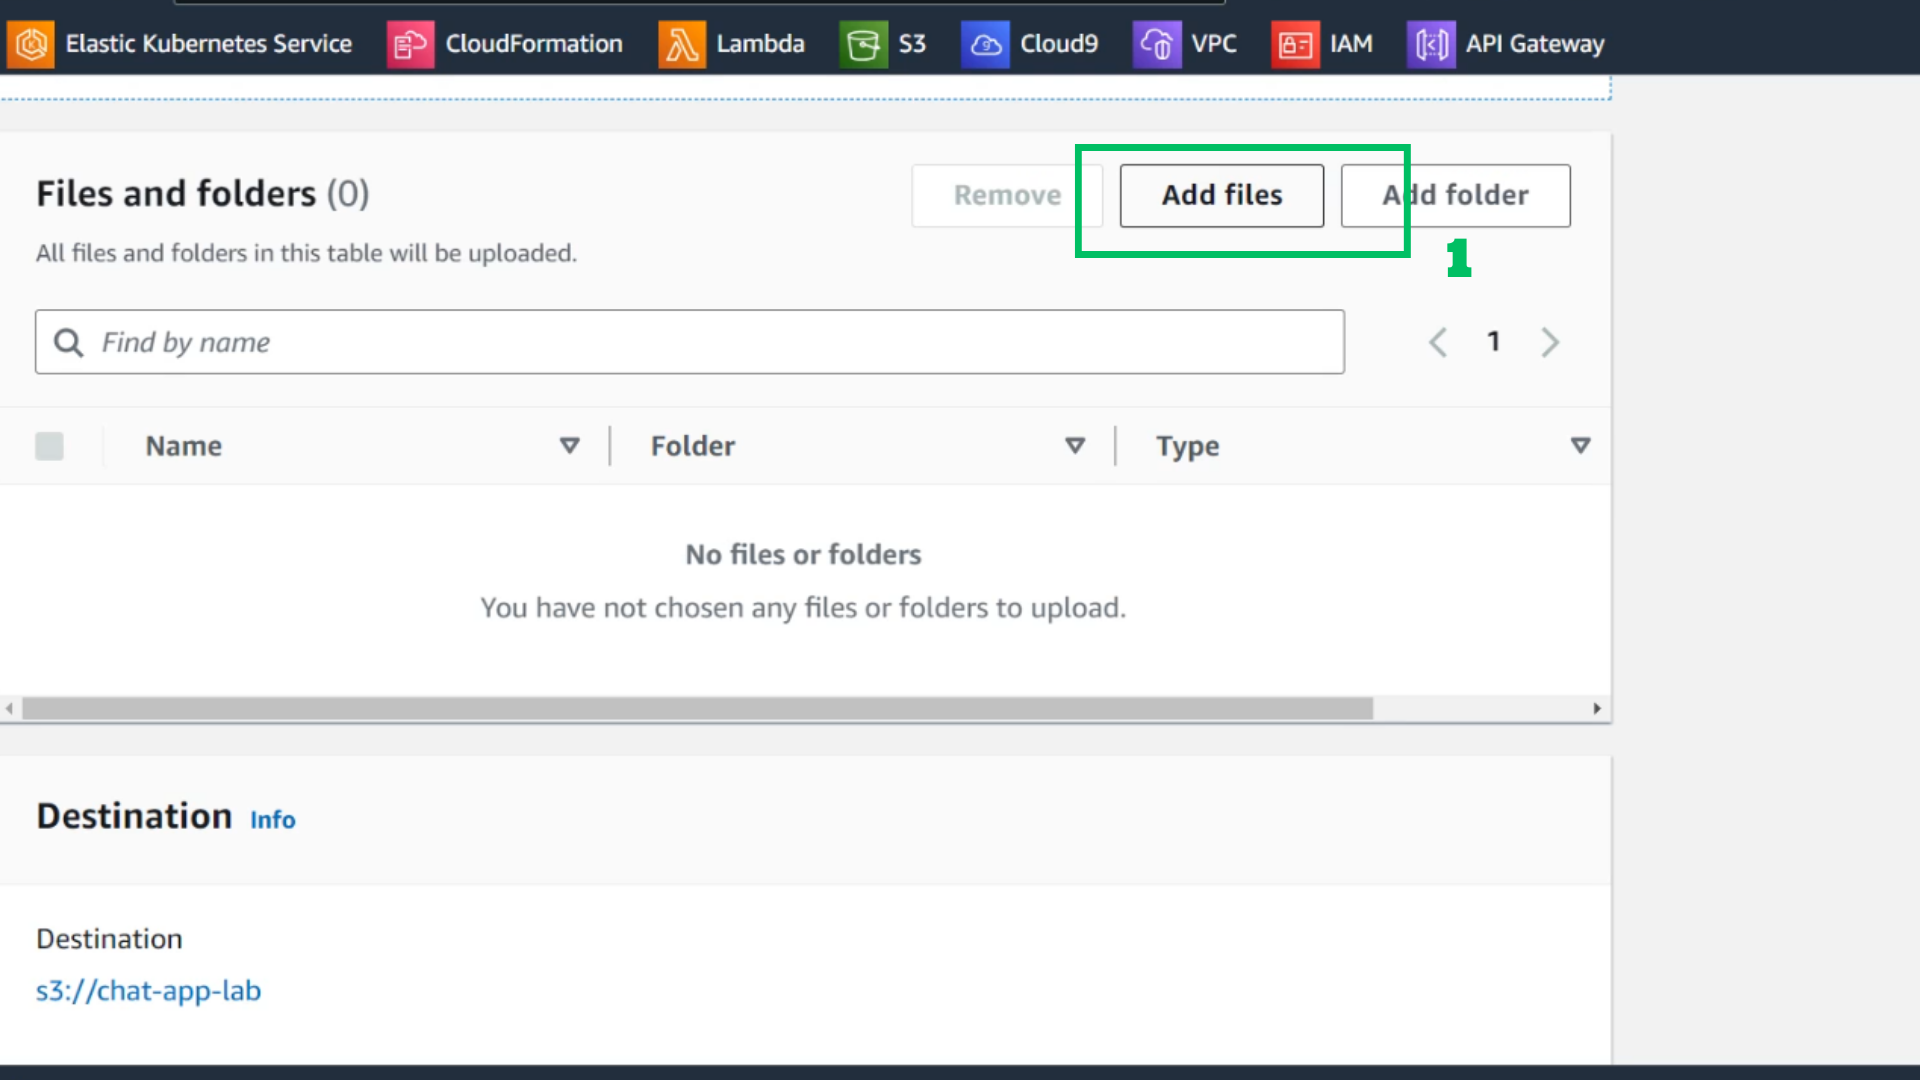 Elastic Kubernetes Service CloudFormation Lambda S3 Cloud9 VPC IAM API Gateway
Files and folders (0)
Remove Add files Add folder
1
All files and folders in this table will be uploaded.
Find by name
1
Name Folder Type
No files or folders
You have not chosen any files or folders to upload.
Destination Info
Destination
s3://chat-app-lab